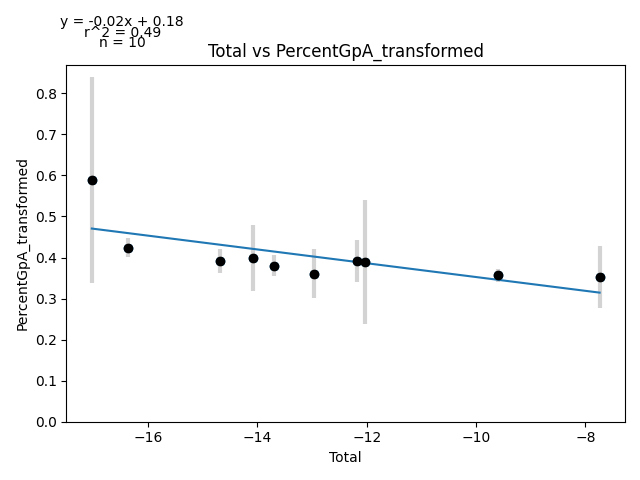 y = -0.02x + 0.18
r^2 = 0.49
n = 10
Total vs PercentGpA_transformed
PercentGpA_transformed
0.8
0.7
0.6
0.5
0.4
0.3
0.2
0.1
0.0
−16
−14
−12
−10
−8
Total